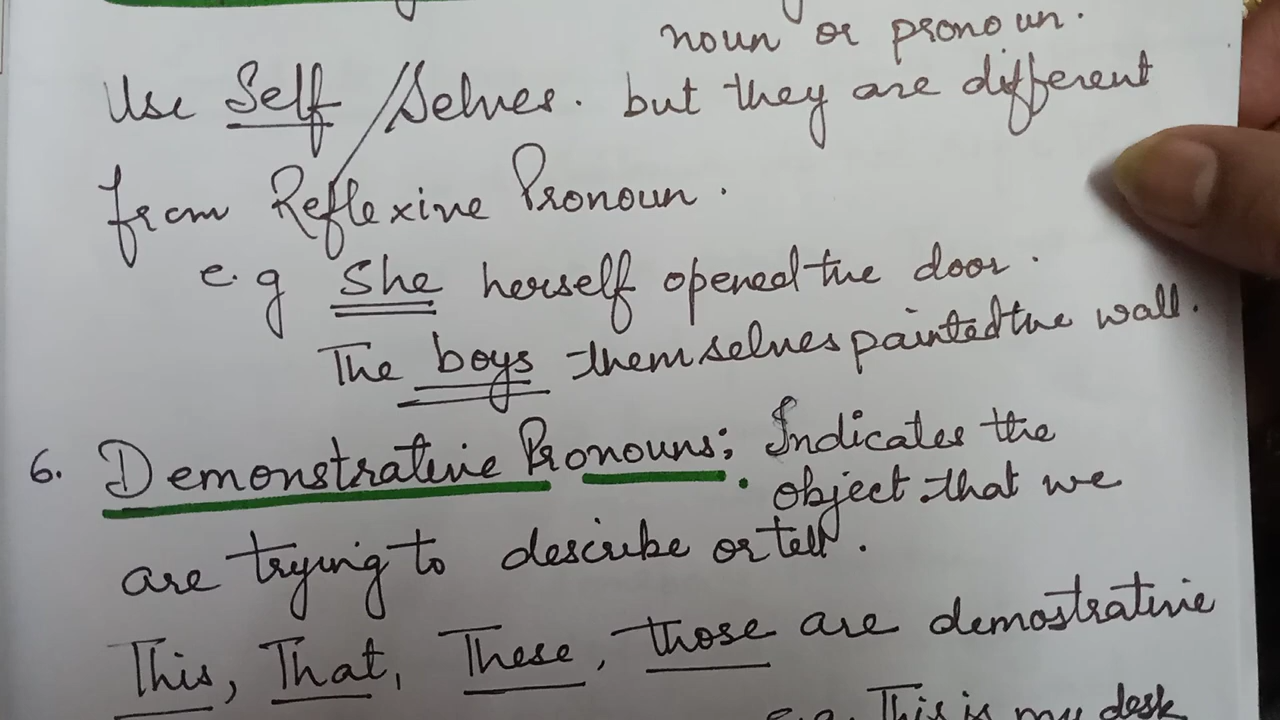 noun or pronoun.
Use Self/Selves. but they are different
from Reflexive Pronoun.
e.g She herself opened the door.
The boys themselves painted the wall.
6. Demonstrative Pronouns: Indicates the
object that we
are trying to describe or tell.
This, That, These, those are demostrative
e.g. This is my desk